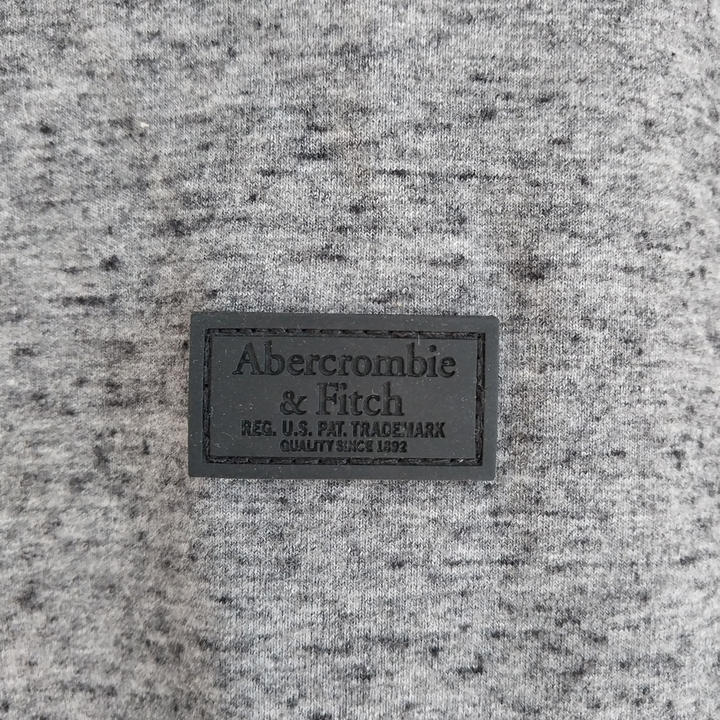 Abercrombie
& Fitch
REG. U.S. PAT. TRADEMARK
QUALITY SINCE 1892